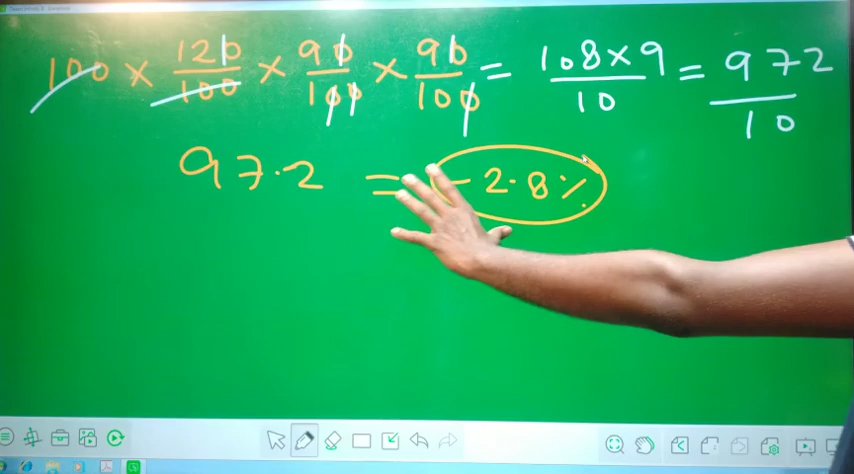 100 × 120/100 × 90/100 × 90/100 = 108×9/10 = 972/10
97.2 = -2.8%